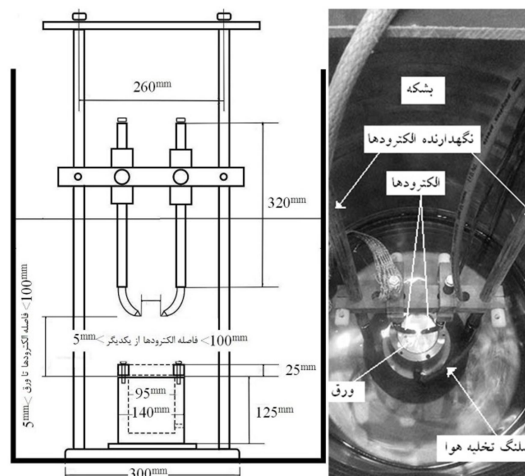 260mm
320mm
5mm< فاصله الکترودها تا ورق <100mm
5mm< فاصله الکترودها از یکدیگر <100mm
25mm
95mm
140mm
125mm
300mm
بشکه
نگهدارنده الکترودها
الکترودها
ورق
شلنگ تخلیه هوا